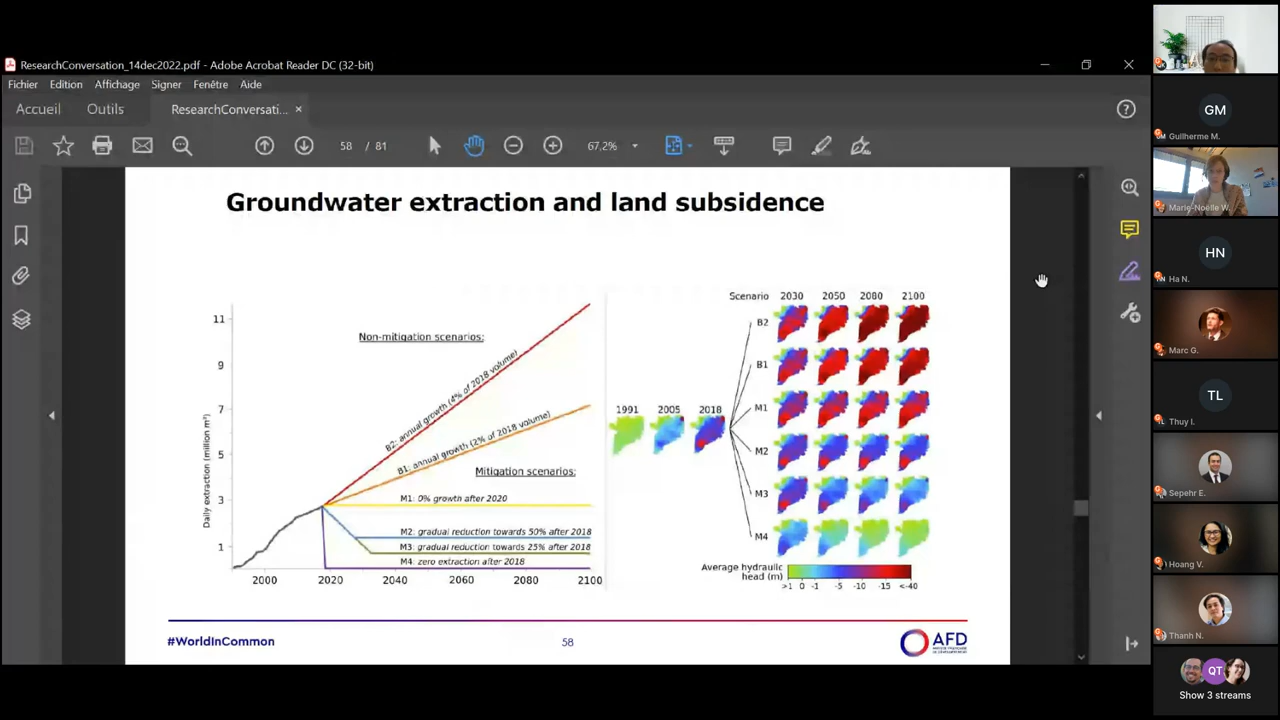 ResearchConversation_14dec2022.pdf - Adobe Acrobat Reader DC (32-bit)
Fichier Edition Affichage Signer Fenêtre Aide
Accueil Outils ResearchConversati... ×
58 / 81 67,2%
Groundwater extraction and land subsidence
Daily extraction (million m³)
11
9
7
5
3
1
2000 2020 2040 2060 2080 2100
Non-mitigation scenarios:
B2: annual growth (4% of 2018 volume)
B1: annual growth (2% of 2018 volume)
Mitigation scenarios:
M1: 0% growth after 2020
M2: gradual reduction towards 50% after 2018
M3: gradual reduction towards 25% after 2018
M4: zero extraction after 2018
Scenario 2030 2050 2080 2100
B2
B1
1991 2005 2018
M1
M2
M3
M4
Average hydraulic
head (m)
>1 0 -1 -5 -10 -15 <-40
#WorldInCommon
58
AFD
AGENCE FRANÇAISE
DE DÉVELOPPEMENT
GM
Guilherme M.
Marie-Noëlle W.
HN
Ha N.
Marc G.
TL
Thuy l.
Sepehr E.
Hoang V.
Thanh N.
QT
Show 3 streams